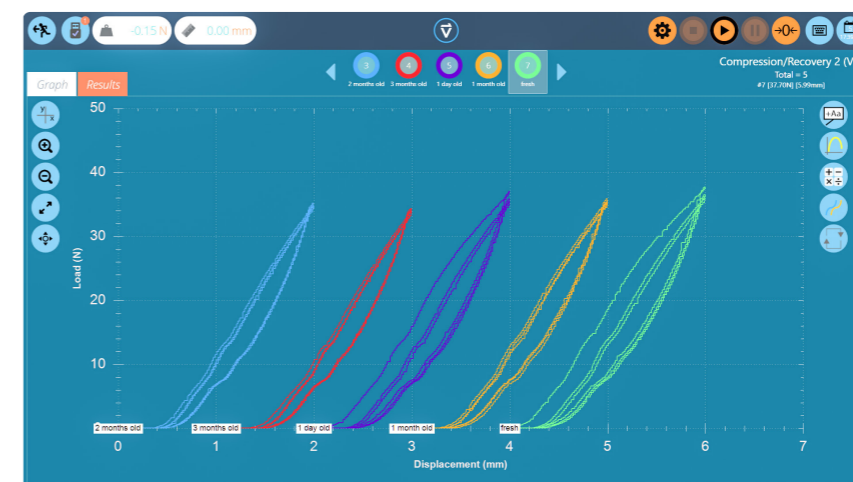 -0.15 N
0.00 mm
→0←
3
4
5
6
7
2 months old
3 months old
1 day old
1 month old
fresh
Compression/Recovery 2 (V
Total = 5
#7 [37.70N] [5.99mm]
Graph
Results
+Aa
50
40
30
20
10
Load (N)
2 months old
3 months old
1 day old
1 month old
fresh
0
1
2
3
4
5
6
7
Displacement (mm)